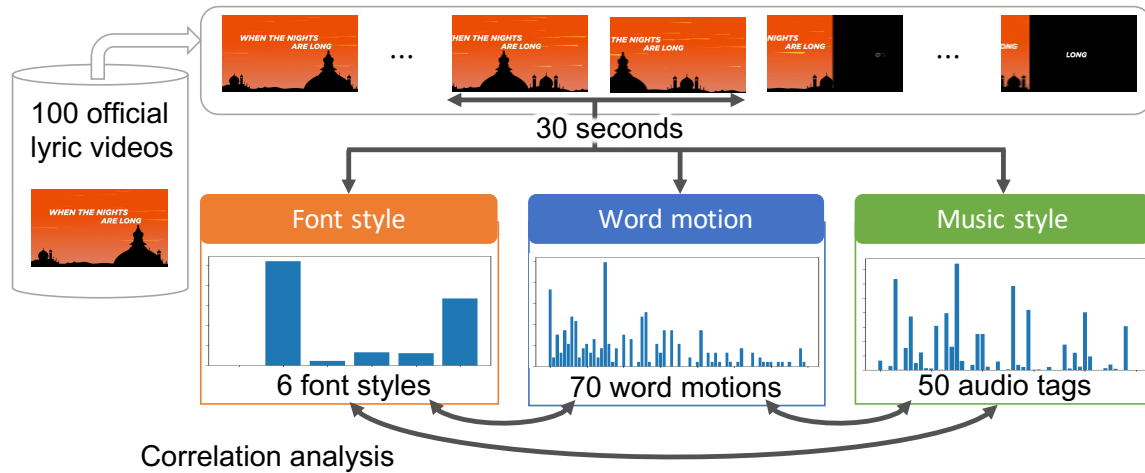 WHEN THE NIGHTS
ARE LONG
...
WHEN THE NIGHTS
ARE LONG
THE NIGHTS
ARE LONG
THE NIGHTS
ARE LONG
...
LONG
LONG
100 official
lyric videos
WHEN THE NIGHTS
ARE LONG
30 seconds
Font style
Word motion
Music style
6 font styles
70 word motions
50 audio tags
Correlation analysis